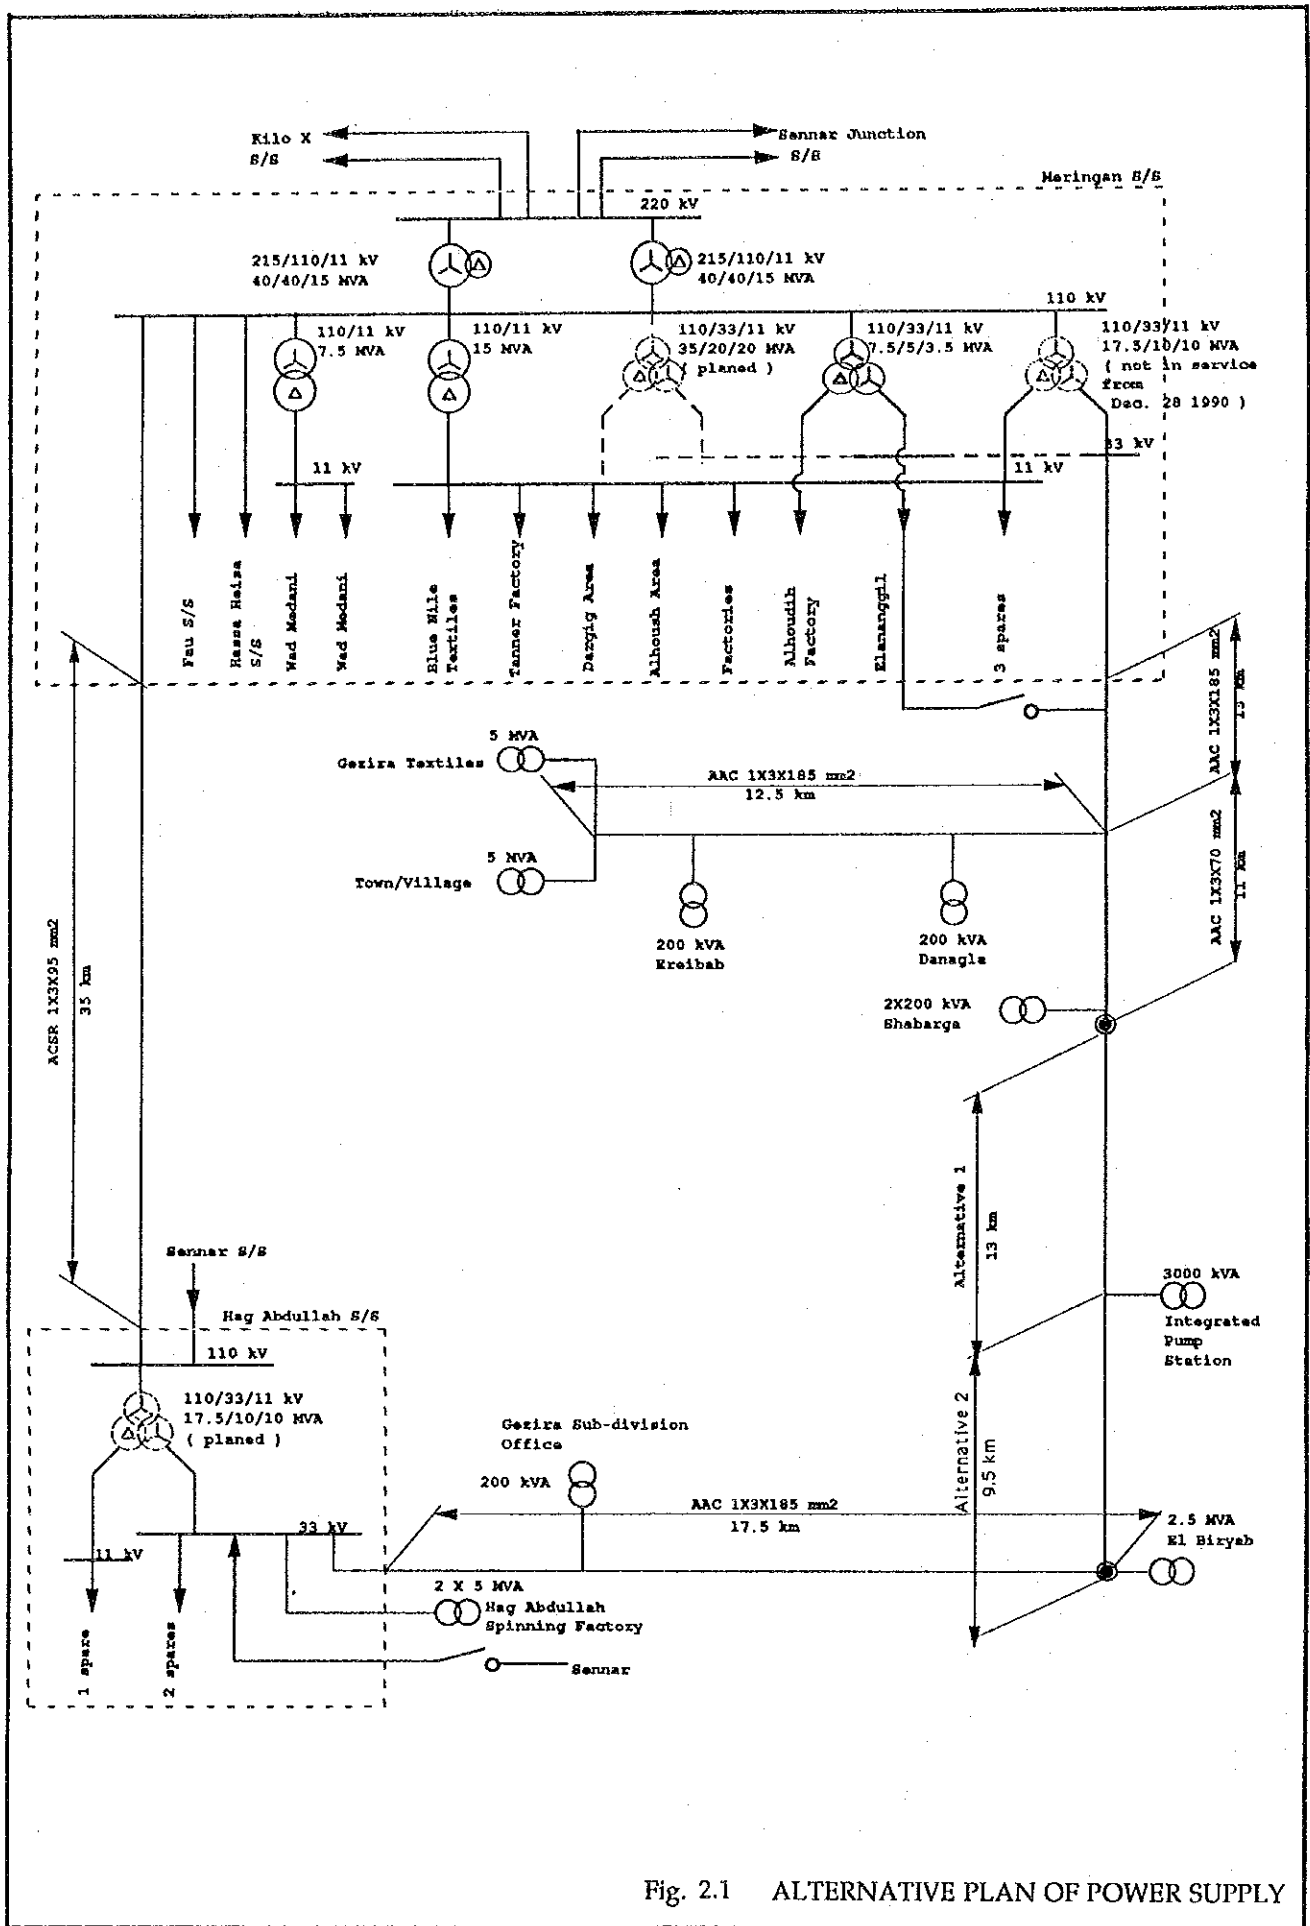 Kilo X
S/S
Sennar Junction
S/S
Meringan S/S
220 kV
215/110/11 kV
40/40/15 MVA
215/110/11 kV
40/40/15 MVA
110 kV
110/11 kV
7.5 MVA
110/11 kV
15 MVA
110/33/11 kV
35/20/20 MVA
( planed )
110/33/11 kV
7.5/5/3.5 MVA
110/33/11 kV
17.5/10/10 MVA
( not in service
from
Dec. 28 1990 )
33 kV
11 kV
11 kV
Fau S/S
Hassa Heisa
S/S
Wad Medani
Wad Medani
Blue Nile
Textiles
Tanner Factory
Dargig Area
Alhoush Area
Factories
Alhoudih
Factory
Elmanaggil
3 spares
AAC 1X3X185 mm2
13 km
5 MVA
Gezira Textiles
AAC 1X3X185 mm2
12.5 km
AAC 1X3X70 mm2
11 km
5 MVA
Town/Village
200 kVA
Kreibab
200 kVA
Danagla
2X200 kVA
Shabarga
ACSR 1X3X95 mm2
35 km
Alternative 1
13 km
Sennar S/S
3000 kVA
Integrated
Pump
Station
Hag Abdullah S/S
110 kV
110/33/11 kV
17.5/10/10 MVA
( planed )
Alternative 2
9.5 km
Gezira Sub-division
Office
200 kVA
AAC 1X3X185 mm2
17.5 km
2.5 MVA
El Biryab
33 kV
11 kV
2 X 5 MVA
Hag Abdullah
Spinning Factory
Sennar
1 spare
2 spares
Fig. 2.1 ALTERNATIVE PLAN OF POWER SUPPLY